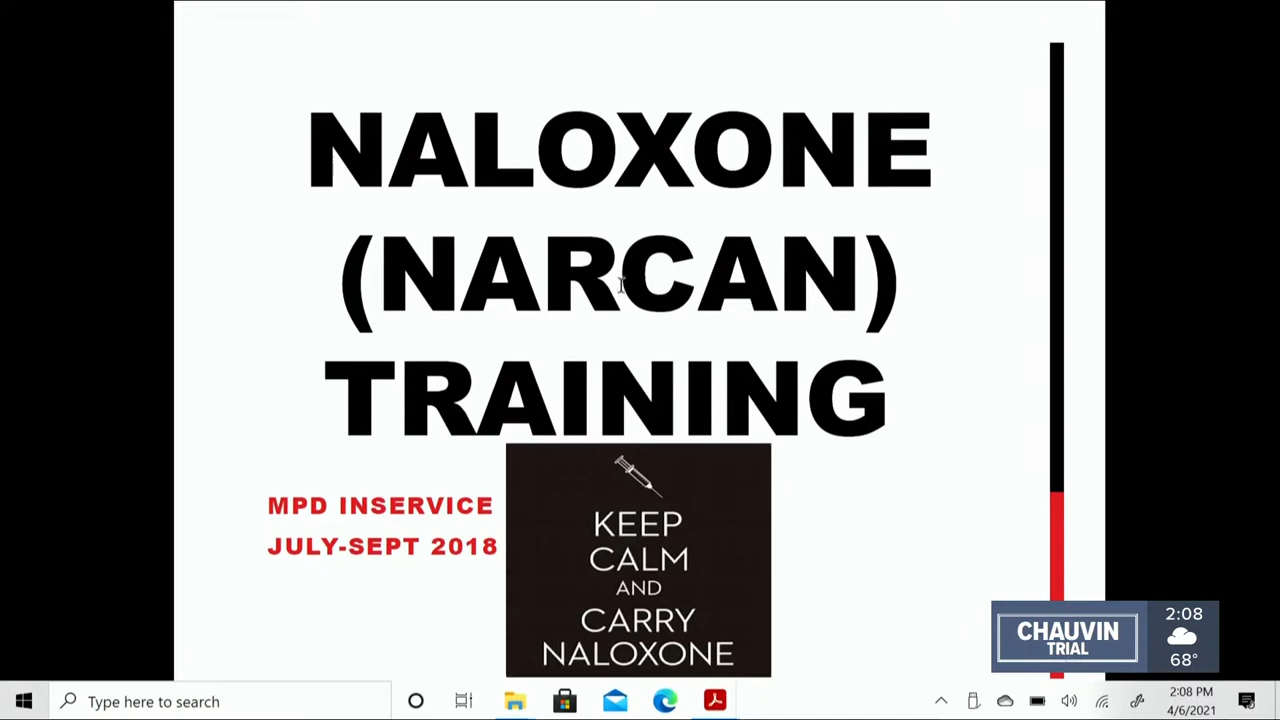 NALOXONE
(NARCAN)
TRAINING
MPD INSERVICE
JULY-SEPT 2018
KEEP
CALM
AND
CARRY
NALOXONE
CHAUVIN
TRIAL
2:08
68°
Type here to search
2:08 PM
4/6/2021